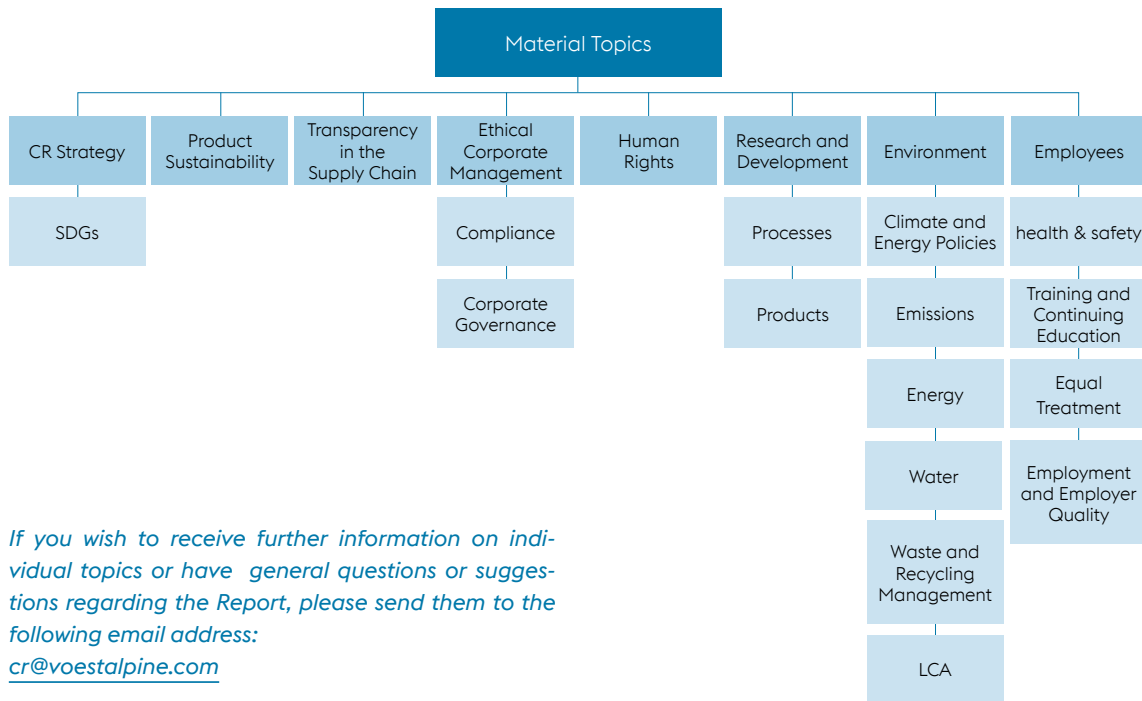 Material Topics
CR Strategy
Product
Sustainability
Transparency
in the
Supply Chain
Ethical
Corporate
Management
Human
Rights
Research and
Development
Environment
Employees
SDGs
Compliance
Corporate
Governance
Processes
Products
Climate and
Energy Policies
Emissions
Energy
Water
Waste and
Recycling
Management
LCA
health & safety
Training and
Continuing
Education
Equal
Treatment
Employment
and Employer
Quality
If you wish to receive further information on indi-
vidual topics or have general questions or sugges-
tions regarding the Report, please send them to the
following email address:
cr@voestalpine.com